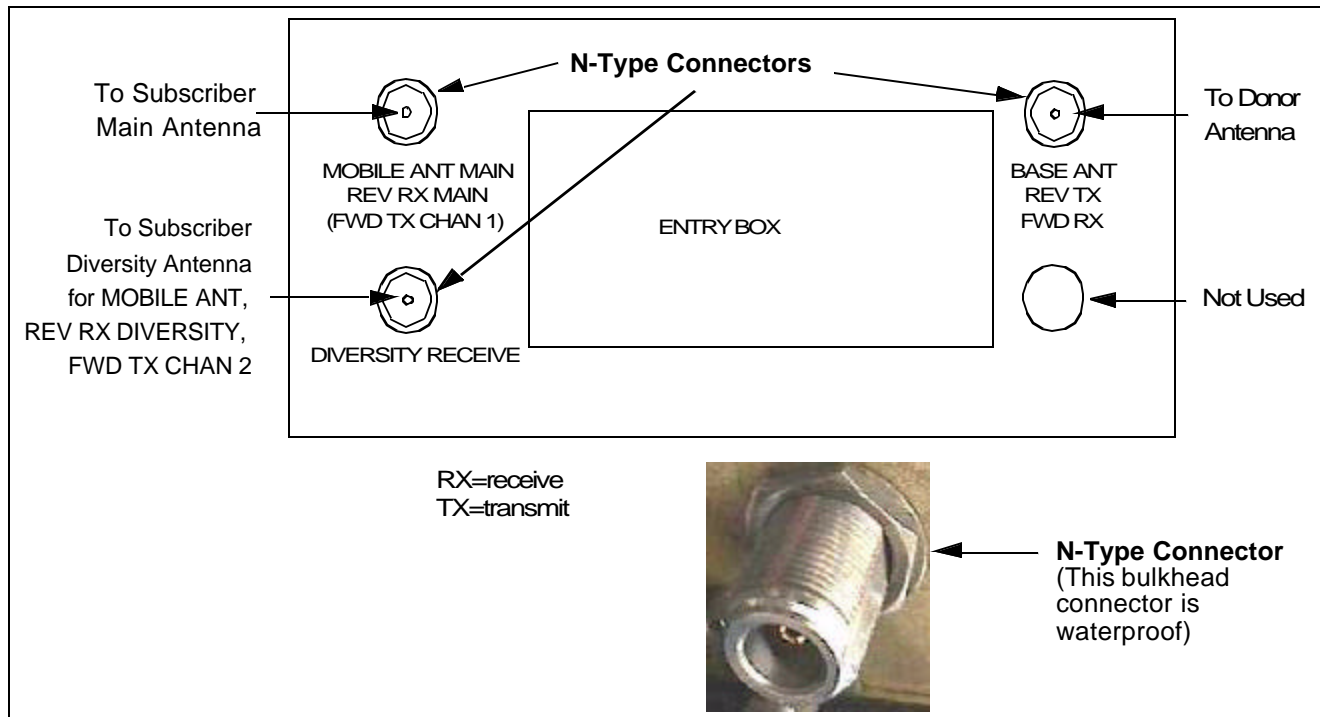 N-Type Connectors
To Subscriber
Main Antenna
To Donor
Antenna
MOBILE ANT MAIN
REV RX MAIN
(FWD TX CHAN 1)
BASE ANT
REV TX
FWD RX
ENTRY BOX
To Subscriber
Diversity Antenna
for MOBILE ANT,
REV RX DIVERSITY,
FWD TX CHAN 2
Not Used
DIVERSITY RECEIVE
RX=receive
TX=transmit
N-Type Connector
(This bulkhead
connector is
waterproof)